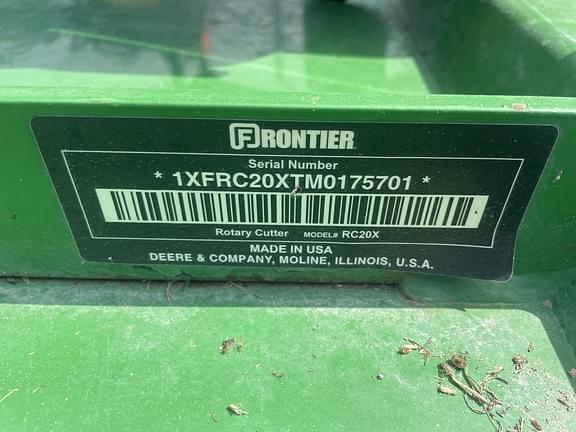 FRONTIER
Serial Number
* 1XFRC20XTM0175701 *
Rotary Cutter MODEL# RC20X
MADE IN USA
DEERE & COMPANY, MOLINE, ILLINOIS, U.S.A.